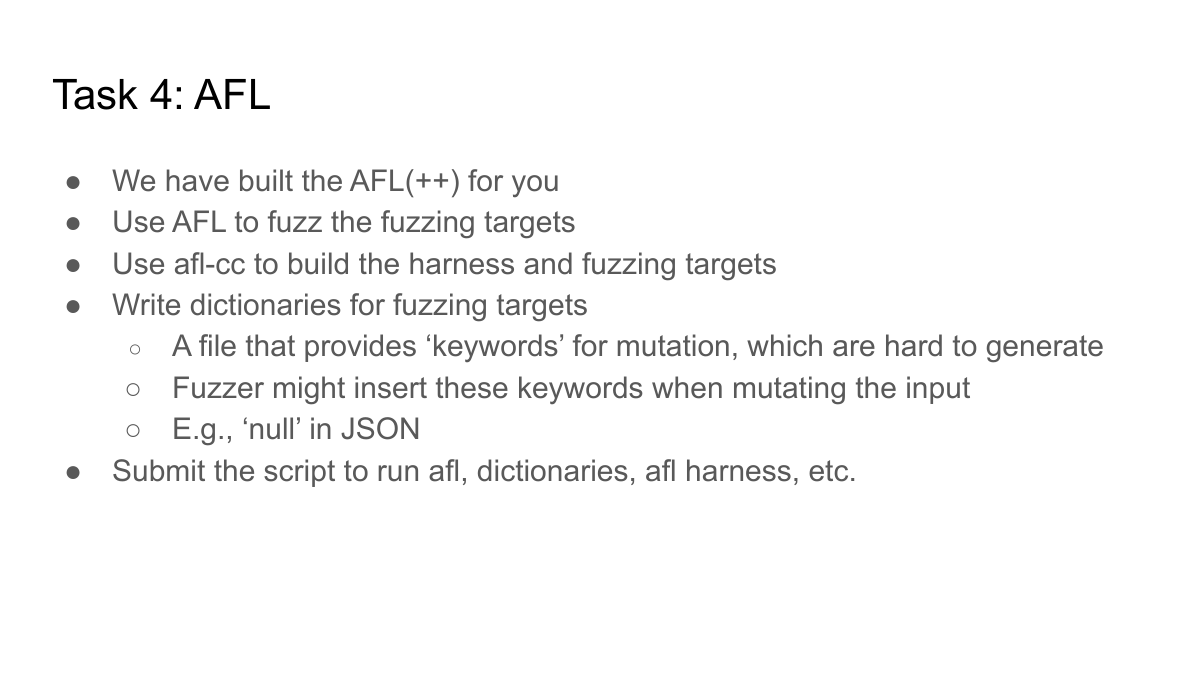 Task 4: AFL
● We have built the AFL(++) for you
● Use AFL to fuzz the fuzzing targets
● Use afl-cc to build the harness and fuzzing targets
● Write dictionaries for fuzzing targets
○ A file that provides ‘keywords’ for mutation, which are hard to generate
○ Fuzzer might insert these keywords when mutating the input
○ E.g., ‘null’ in JSON
● Submit the script to run afl, dictionaries, afl harness, etc.